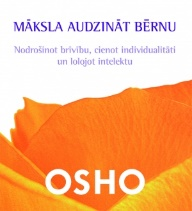 MĀKSLA AUDZINĀT BĒRNU
Nodrošinot brīvību, cienot individualitāti
un lolojot intelektu
OSHO